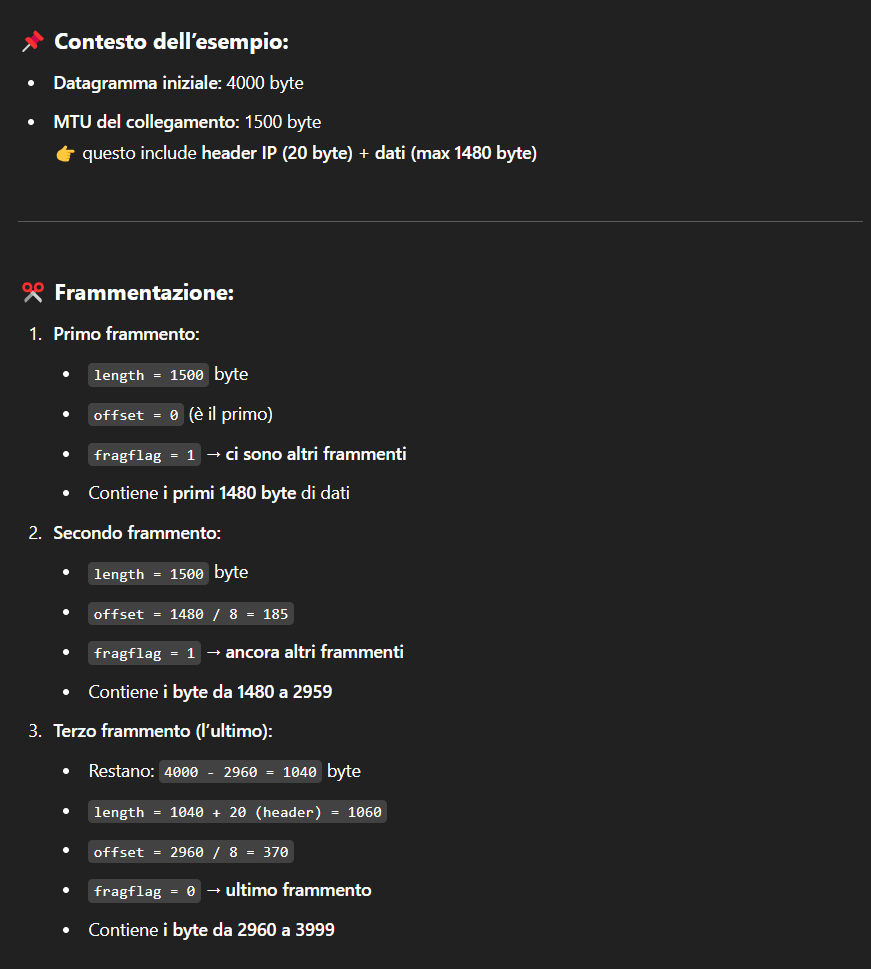 📌 Contesto dell’esempio:
• Datagramma iniziale: 4000 byte
• MTU del collegamento: 1500 byte
👉 questo include header IP (20 byte) + dati (max 1480 byte)
✂️ Frammentazione:
1. Primo frammento:
• length = 1500 byte
• offset = 0 (è il primo)
• fragflag = 1 → ci sono altri frammenti
• Contiene i primi 1480 byte di dati
2. Secondo frammento:
• length = 1500 byte
• offset = 1480 / 8 = 185
• fragflag = 1 → ancora altri frammenti
• Contiene i byte da 1480 a 2959
3. Terzo frammento (l’ultimo):
• Restano: 4000 - 2960 = 1040 byte
• length = 1040 + 20 (header) = 1060
• offset = 2960 / 8 = 370
• fragflag = 0 → ultimo frammento
• Contiene i byte da 2960 a 3999